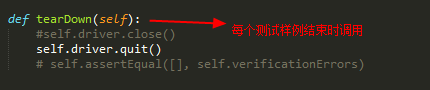 def tearDown(self):
每个测试样例结束时调用
#self.driver.close()
self.driver.quit()
# self.assertEqual([], self.verificationErrors)